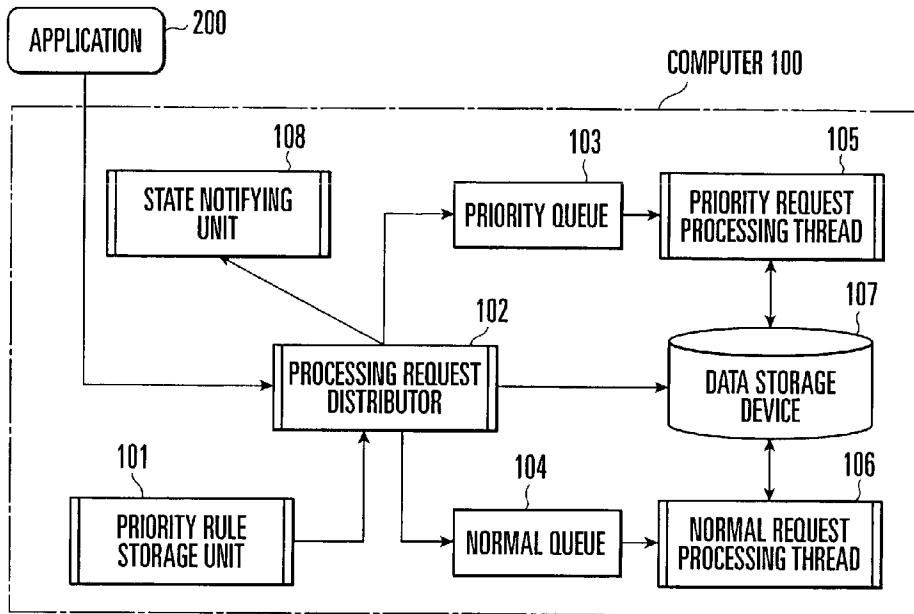 APPLICATION
200
COMPUTER 100
108
STATE NOTIFYING
UNIT
103
PRIORITY QUEUE
105
PRIORITY REQUEST
PROCESSING THREAD
102
PROCESSING REQUEST
DISTRIBUTOR
107
DATA STORAGE
DEVICE
101
PRIORITY RULE
STORAGE UNIT
104
NORMAL QUEUE
106
NORMAL REQUEST
PROCESSING THREAD